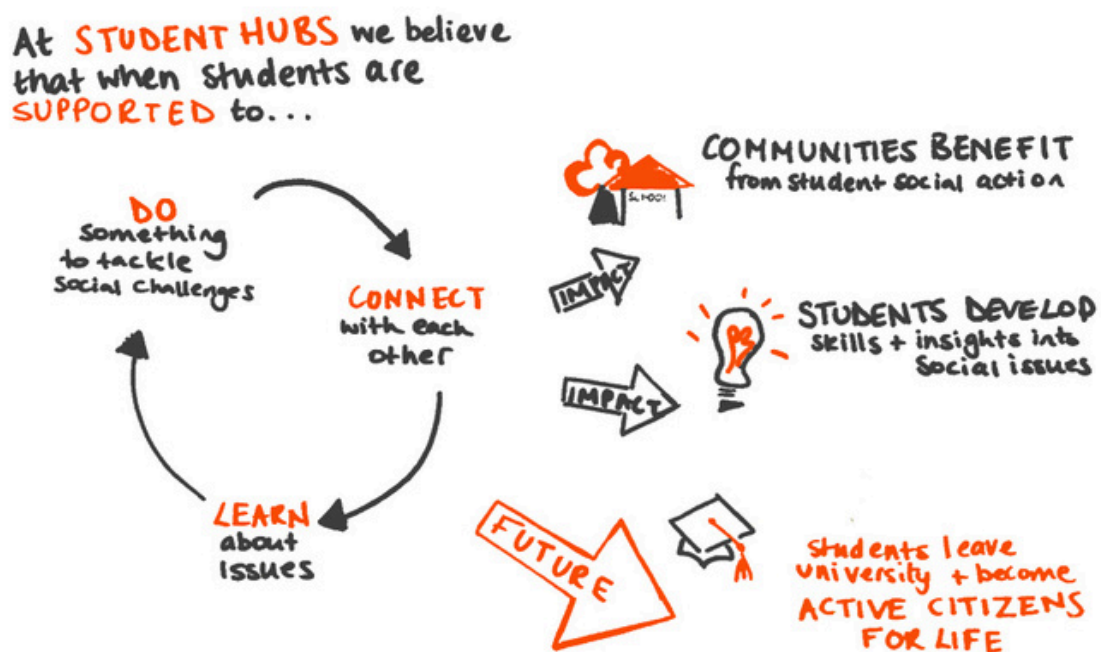 At STUDENT HUBS we believe
that when students are
SUPPORTED to...
DO
something
to tackle
social challenges
CONNECT
with each
other
LEARN
about
issues
SCHOOL
COMMUNITIES BENEFIT
from student social action
IMPACT
STUDENTS DEVELOP
skills + insights into
social issues
IMPACT
FUTURE
students leave
university + become
ACTIVE CITIZENS
FOR LIFE